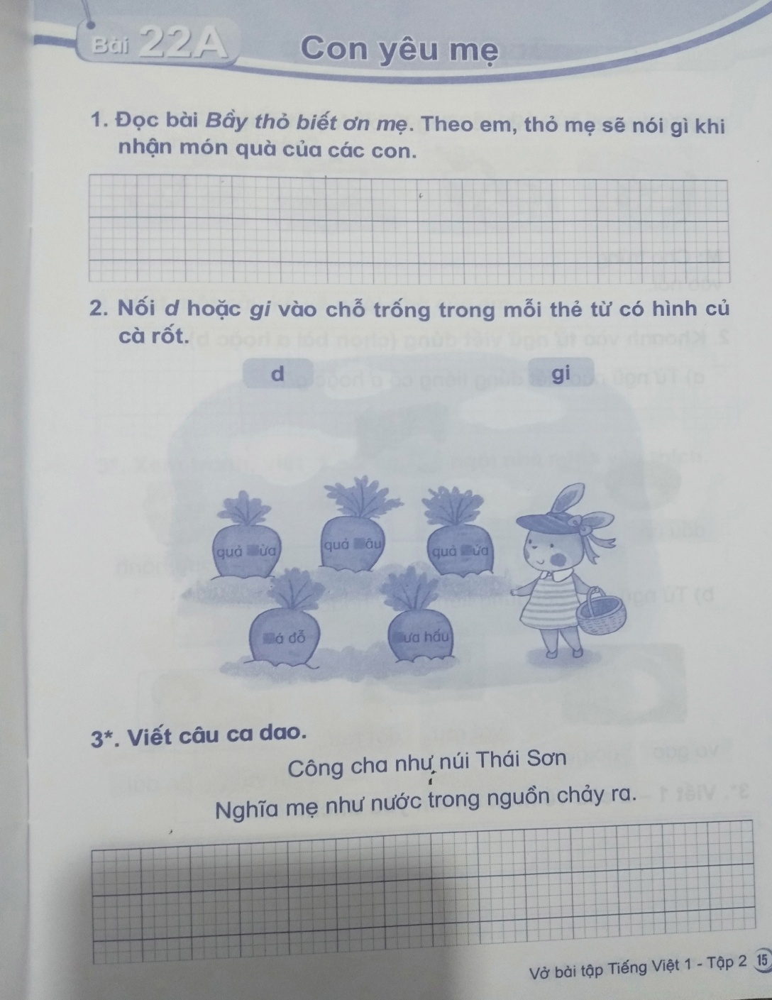 Bài 22A
Con yêu mẹ
1. Đọc bài Bầy thỏ biết ơn mẹ. Theo em, thỏ mẹ sẽ nói gì khi
nhận món quà của các con.
2. Nối d hoặc gi vào chỗ trống trong mỗi thẻ từ có hình củ
cà rốt.
d
gi
quả ừa
quả âu
quả ứa
á đỗ
ưa hấu
3*. Viết câu ca dao.
Công cha như núi Thái Sơn
Nghĩa mẹ như nước trong nguồn chảy ra.
Vở bài tập Tiếng Việt 1 - Tập 2 15